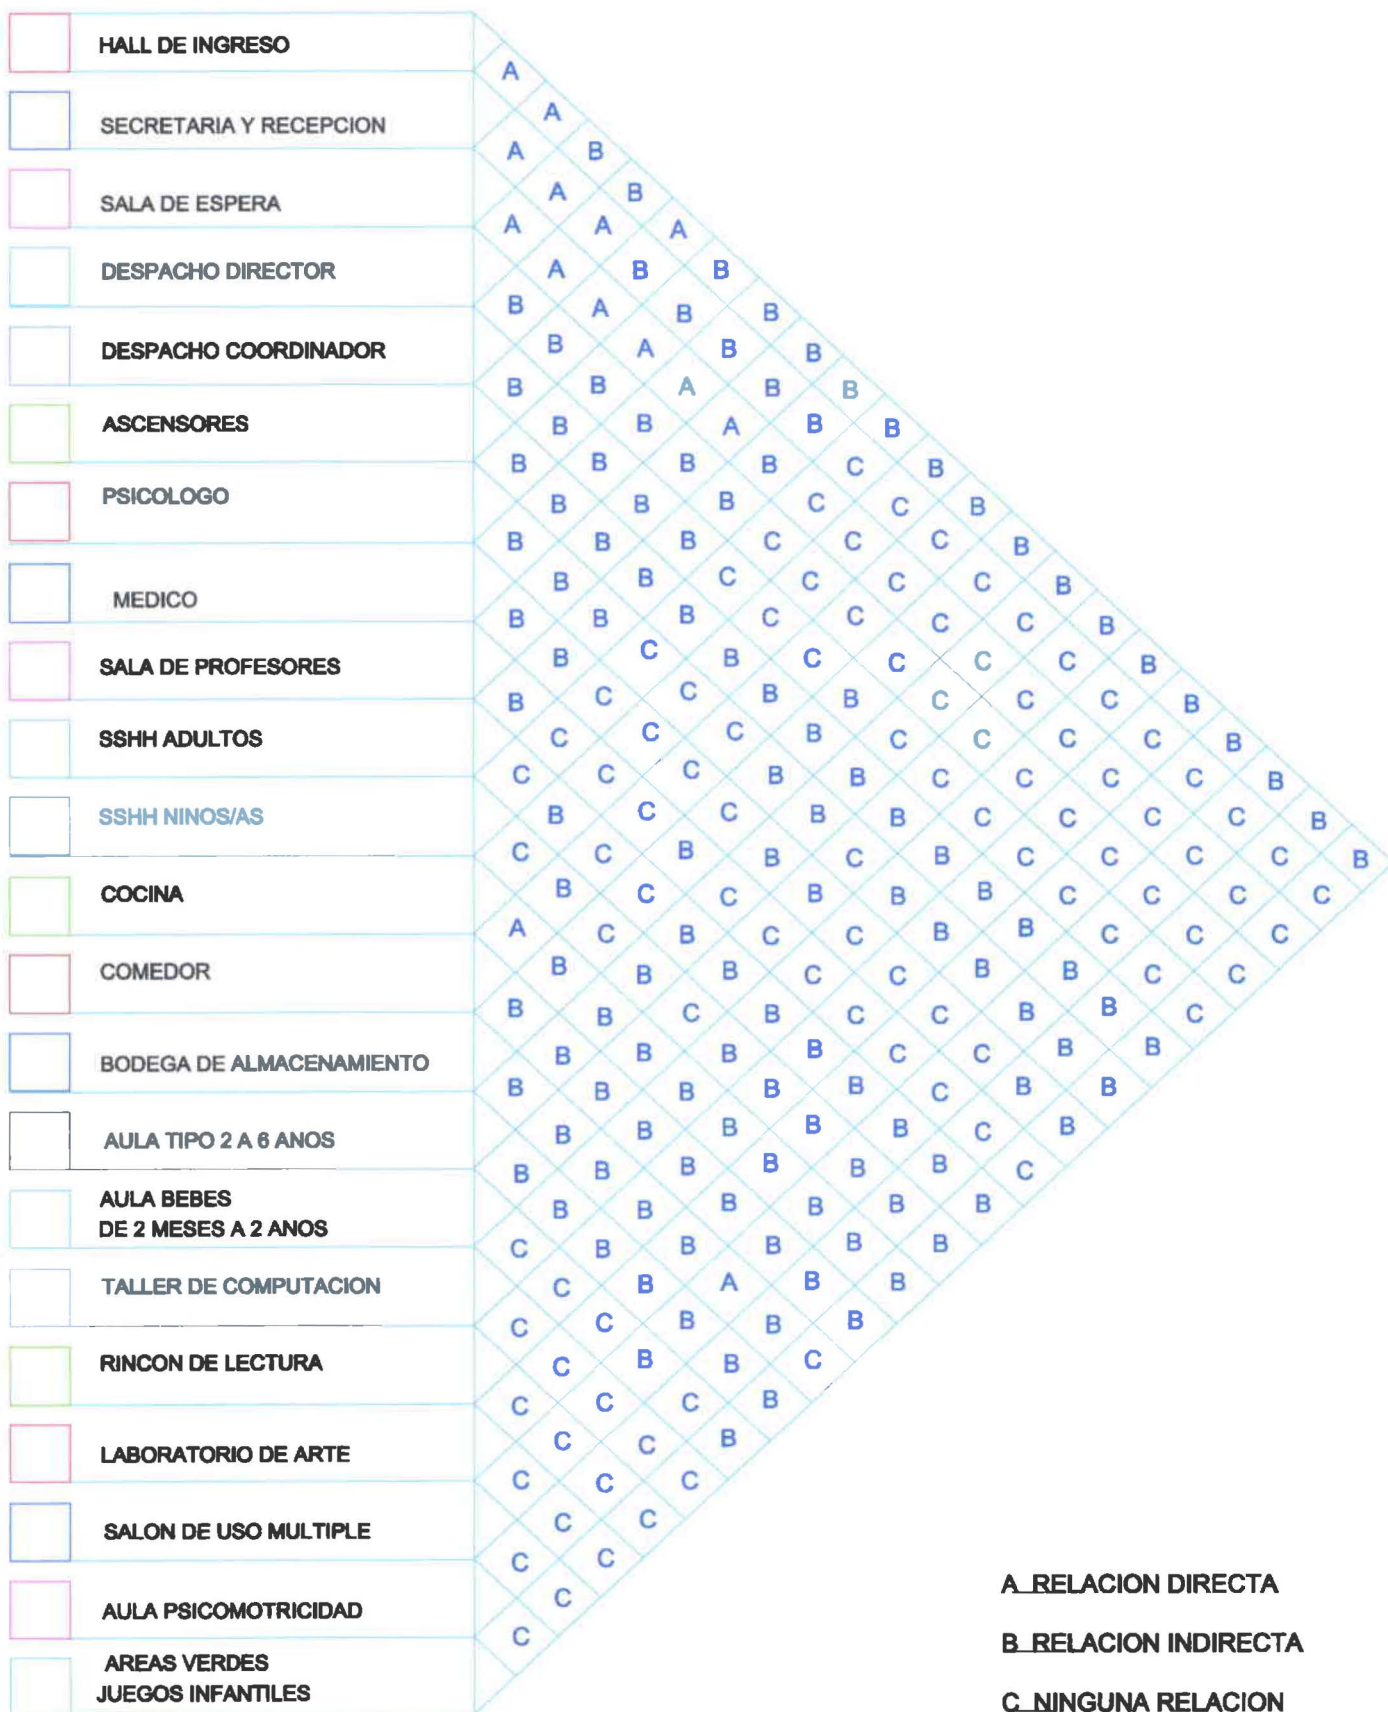 HALL DE INGRESO
A
A
SECRETARIA Y RECEPCION
A B
A B
SALA DE ESPERA
A A A
DESPACHO DIRECTOR
A B B
B A B B
DESPACHO COORDINADOR
B A B B
B B A B B
ASCENSORES
B B A B B
B B B B C B
PSICOLOGO
B B B C C B
B B B C C C B
B B C C C C B
MEDICO
B B B C C C C B
SALA DE PROFESORES
B C B C C C C B
B C C B B C C C B
SSHH ADULTOS
C C C B C C C C B
C C C B B C C C C B
SSHH NINOS/AS
B C C B B C C C C B
C C B B C B C C C C B
COCINA
B C C B B B C C C C
A C B C C B B C C C
COMEDOR
B B B C C B B C C
B B C B C C B B C
BODEGA DE ALMACENAMIENTO
B B B B C C B B
B B B B B C B B
AULA TIPO 2 A 6 ANOS
B B B B B C B
B B B B B B C
AULA BEBES
DE 2 MESES A 2 ANOS
B B B B B B
C B B B B B
TALLER DE COMPUTACION
C B A B B
C C B B B
RINCON DE LECTURA
C B B C
C C C B
LABORATORIO DE ARTE
C C B
C C C
SALON DE USO MULTIPLE
C C
C C
AULA PSICOMOTRICIDAD
C
C
AREAS VERDES
JUEGOS INFANTILES
A_RELACION DIRECTA
B_RELACION INDIRECTA
C_NINGUNA RELACION